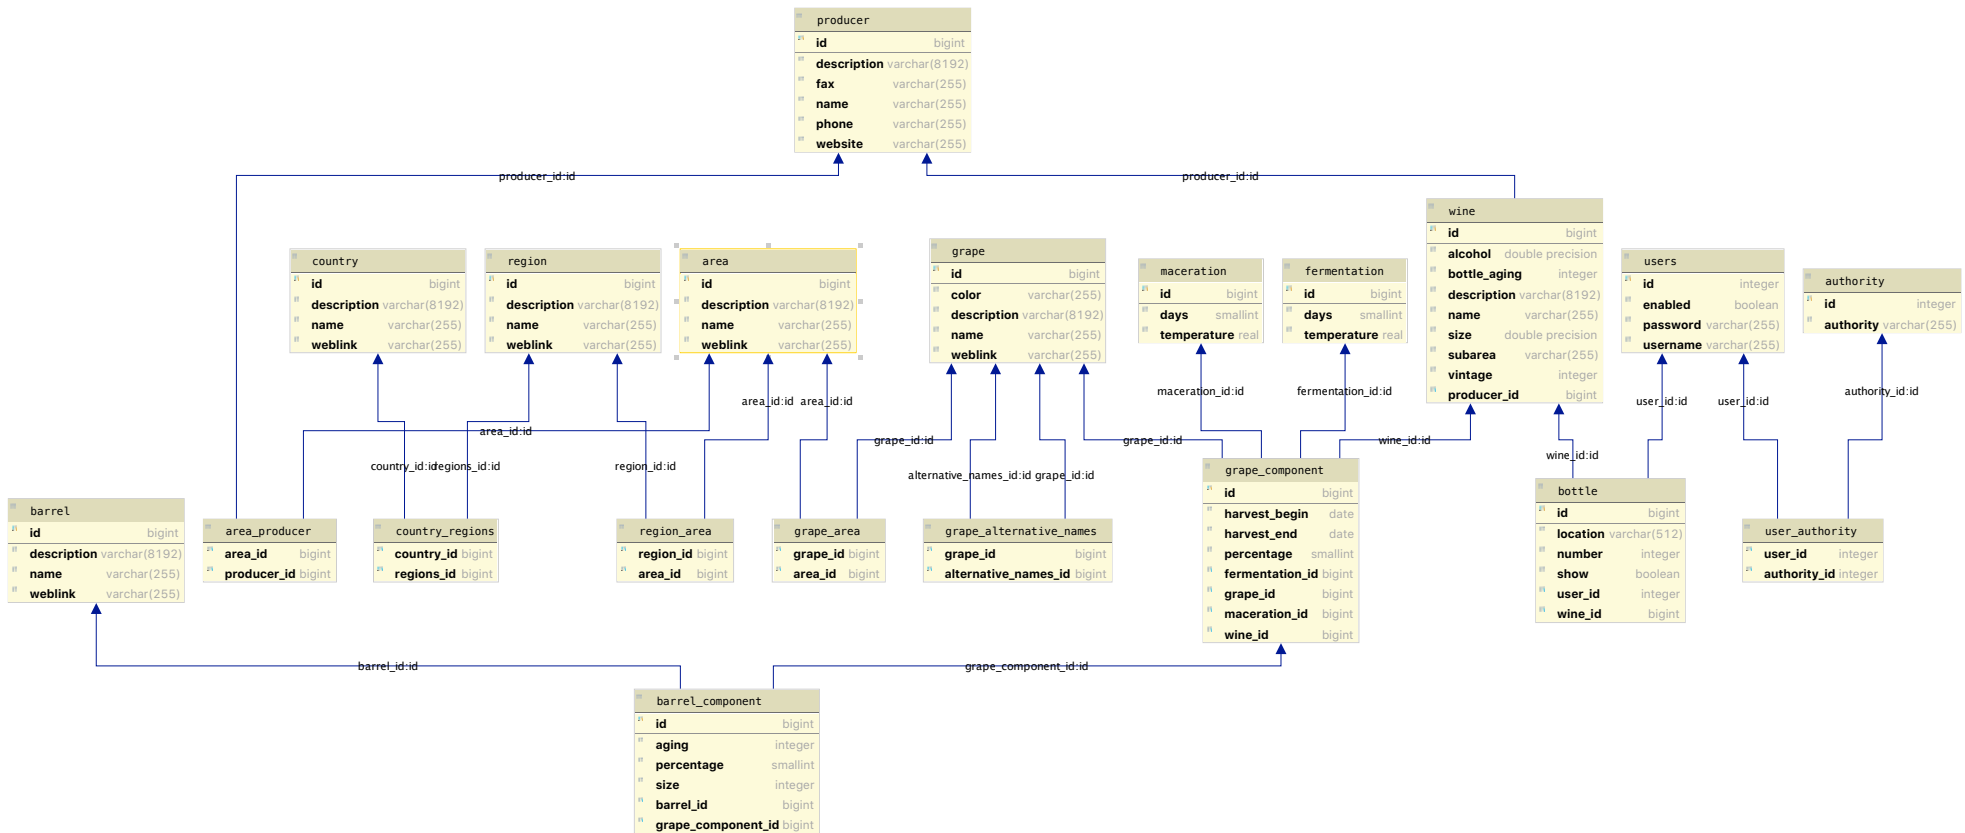 producer
id bigint
description varchar(8192)
fax varchar(255)
name varchar(255)
phone varchar(255)
website varchar(255)
producer_id:id
producer_id:id
wine
id bigint
alcohol double precision
bottle_aging integer
description varchar(8192)
name varchar(255)
size double precision
subarea varchar(255)
vintage integer
producer_id bigint
country
id bigint
description varchar(8192)
name varchar(255)
weblink varchar(255)
region
id bigint
description varchar(8192)
name varchar(255)
weblink varchar(255)
area
id bigint
description varchar(8192)
name varchar(255)
weblink varchar(255)
grape
id bigint
color varchar(255)
description varchar(8192)
name varchar(255)
weblink varchar(255)
maceration
id bigint
days smallint
temperature real
fermentation
id bigint
days smallint
temperature real
users
id integer
enabled boolean
password varchar(255)
username varchar(255)
authority
id integer
authority varchar(255)
maceration_id:id
fermentation_id:id
area_id:id
area_id:id
user_id:id
user_id:id
authority_id:id
area_id:id
grape_id:id
grape_id:id
wine_id:id
wine_id:id
country_id:id
regions_id:id
region_id:id
alternative_names_id:id
grape_id:id
barrel
id bigint
description varchar(8192)
name varchar(255)
weblink varchar(255)
area_producer
area_id bigint
producer_id bigint
country_regions
country_id bigint
regions_id bigint
region_area
region_id bigint
area_id bigint
grape_area
grape_id bigint
area_id bigint
grape_alternative_names
grape_id bigint
alternative_names_id bigint
grape_component
id bigint
harvest_begin date
harvest_end date
percentage smallint
fermentation_id bigint
grape_id bigint
maceration_id bigint
wine_id bigint
bottle
id bigint
location varchar(512)
number integer
show boolean
user_id integer
wine_id bigint
user_authority
user_id integer
authority_id integer
barrel_id:id
grape_component_id:id
barrel_component
id bigint
aging integer
percentage smallint
size integer
barrel_id bigint
grape_component_id bigint